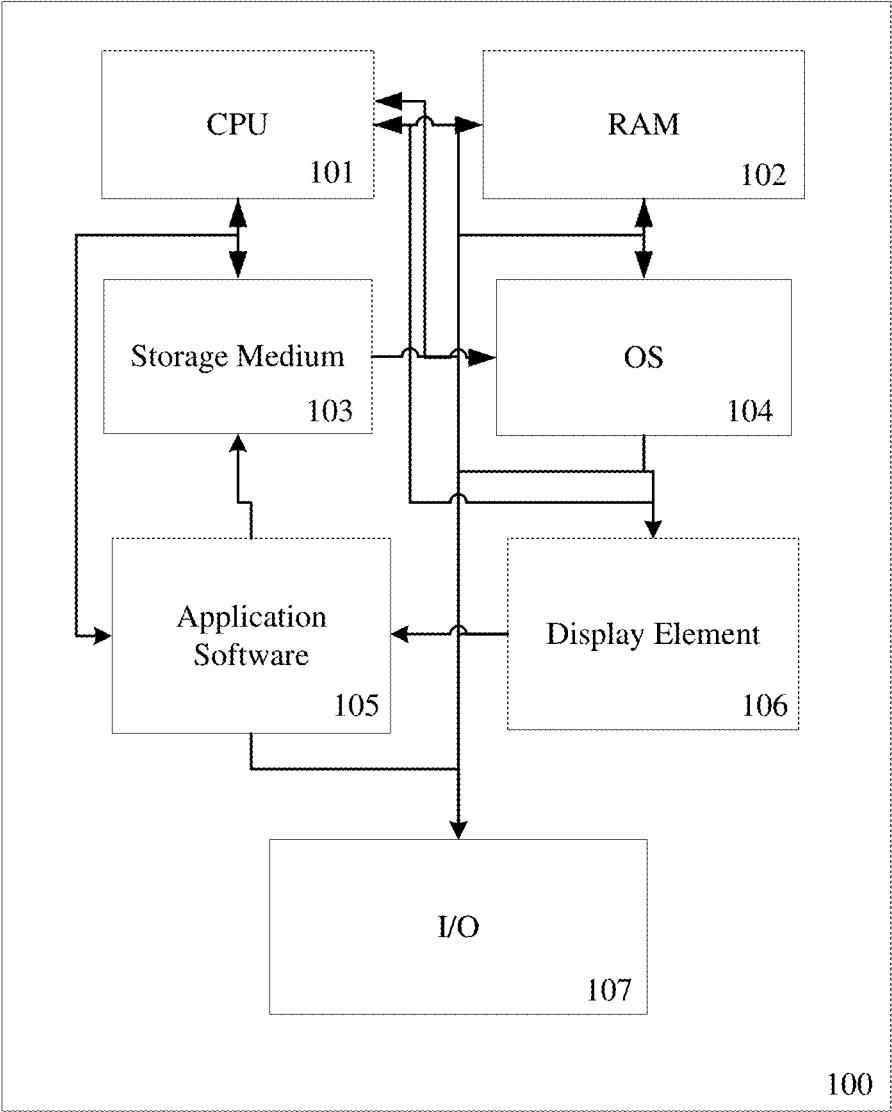 CPU
101
RAM
102
Storage Medium
103
OS
104
Application
Software
105
Display Element
106
I/O
107
100